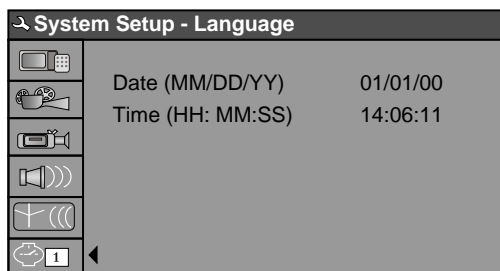 System Setup - Language
Date (MM/DD/YY) 01/01/00
Time (HH: MM:SS) 14:06:11
1